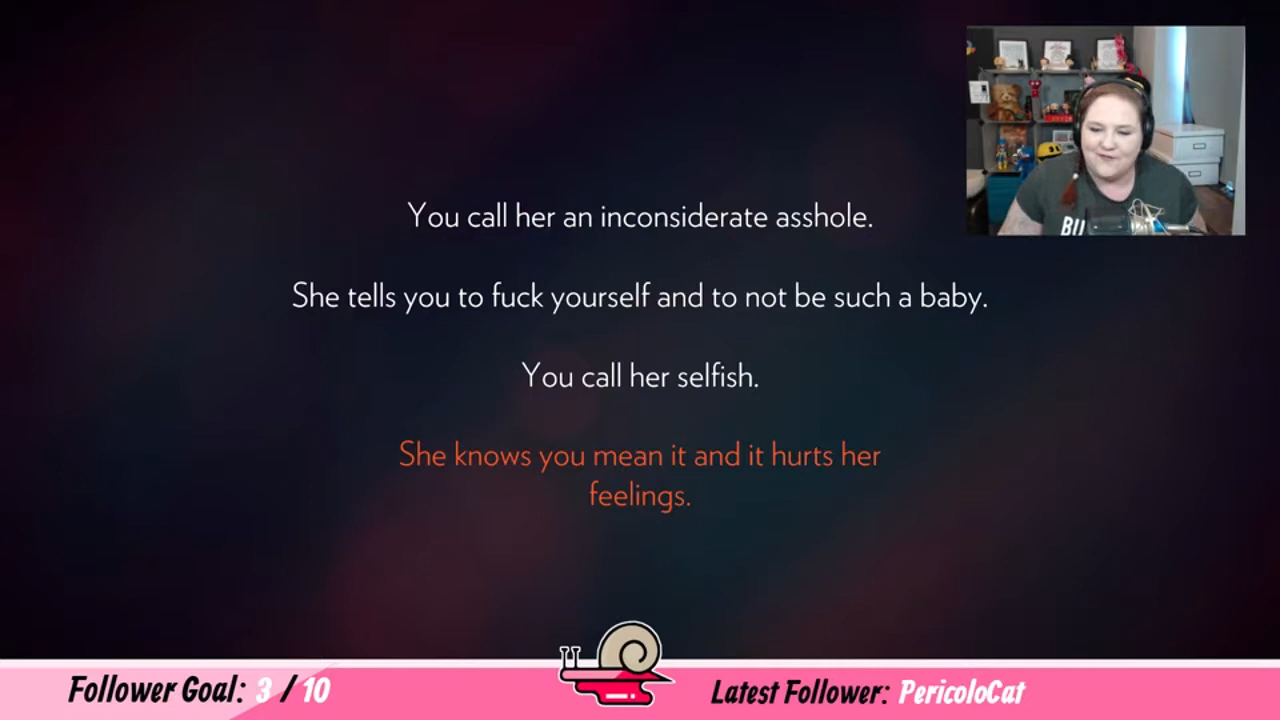 You call her an inconsiderate asshole.
She tells you to fuck yourself and to not be such a baby.
You call her selfish.
She knows you mean it and it hurts her
feelings.
BU
Follower Goal: 3 / 10
Latest Follower: PericoloCat